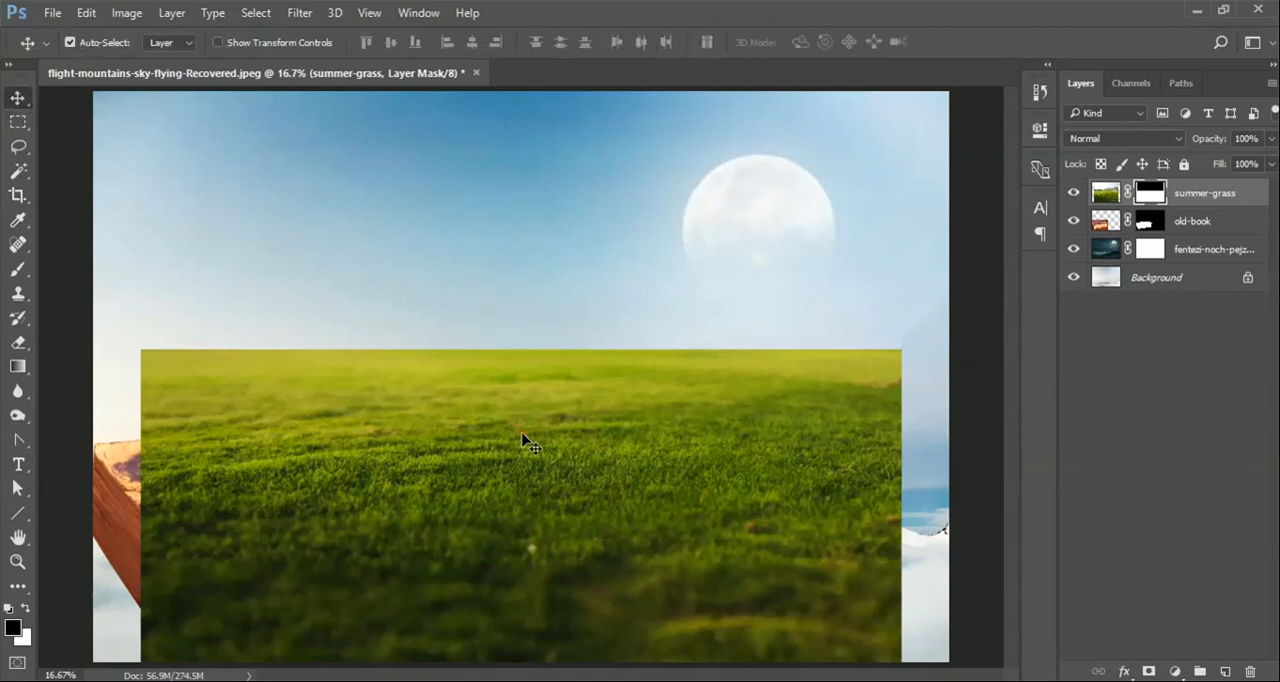 Ps File Edit Image Layer Type Select Filter 3D View Window Help
Auto-Select: Layer Show Transform Controls 3D Mode:
flight-mountains-sky-flying-Recovered.jpeg @ 16.7% (summer-grass, Layer Mask/8) *
Layers Channels Paths
Kind
Normal Opacity: 100%
Lock: Fill: 100%
summer-grass
old-book
fentezi-noch-pejz...
Background
16.67% Doc: 56.9M/274.5M